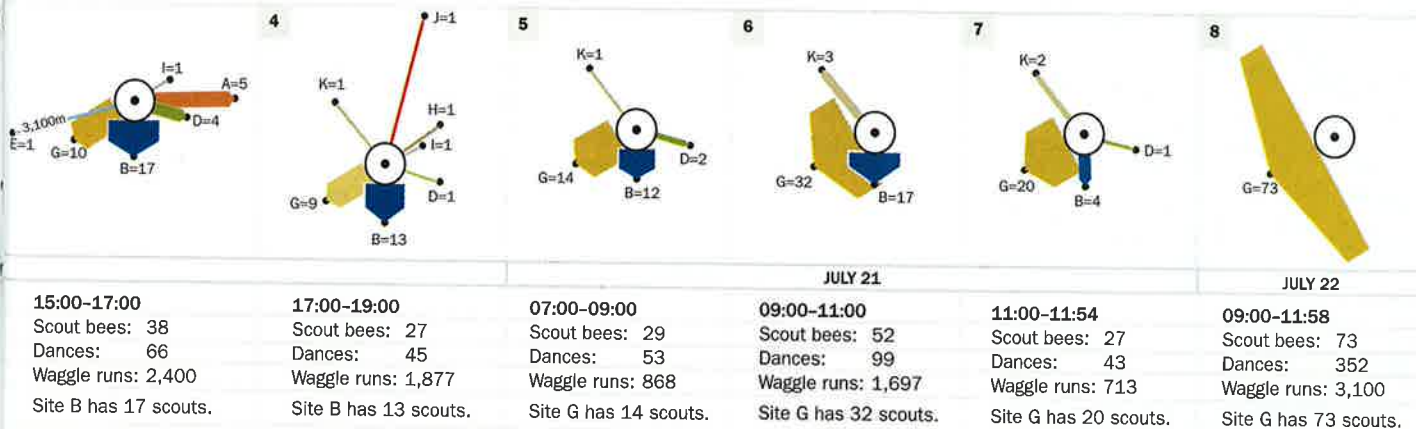 I=1
A=5
3,100m
D=4
E=1
G=10
B=17
4
J=1
K=1
H=1
I=1
D=1
G=9
B=13
5
K=1
D=2
G=14
B=12
6
K=3
G=32
B=17
7
K=2
D=1
G=20
B=4
8
G=73
JULY 21
JULY 22
15:00–17:00
Scout bees: 38
Dances: 66
Waggle runs: 2,400
Site B has 17 scouts.
17:00–19:00
Scout bees: 27
Dances: 45
Waggle runs: 1,877
Site B has 13 scouts.
07:00–09:00
Scout bees: 29
Dances: 53
Waggle runs: 868
Site G has 14 scouts.
09:00–11:00
Scout bees: 52
Dances: 99
Waggle runs: 1,697
Site G has 32 scouts.
11:00–11:54
Scout bees: 27
Dances: 43
Waggle runs: 713
Site G has 20 scouts.
09:00–11:58
Scout bees: 73
Dances: 352
Waggle runs: 3,100
Site G has 73 scouts.